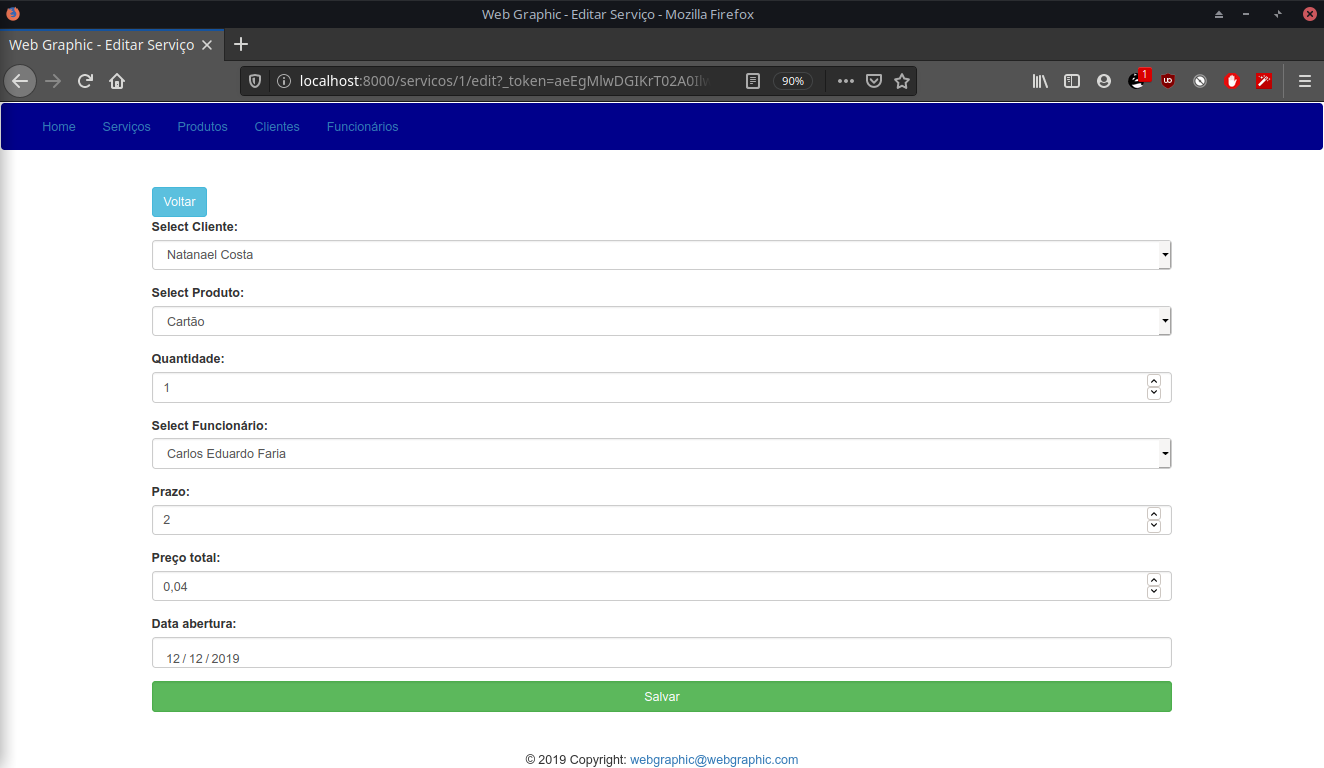 Web Graphic - Editar Serviço - Mozilla Firefox
Web Graphic - Editar Serviço
localhost:8000/servicos/1/edit?_token=aeEgMlwDGIKrT02A0Ilv
90%
1
Home Serviços Produtos Clientes Funcionários
Voltar
Select Cliente:
Natanael Costa
Select Produto:
Cartão
Quantidade:
1
Select Funcionário:
Carlos Eduardo Faria
Prazo:
2
Preço total:
0,04
Data abertura:
12 / 12 / 2019
Salvar
© 2019 Copyright: webgraphic@webgraphic.com